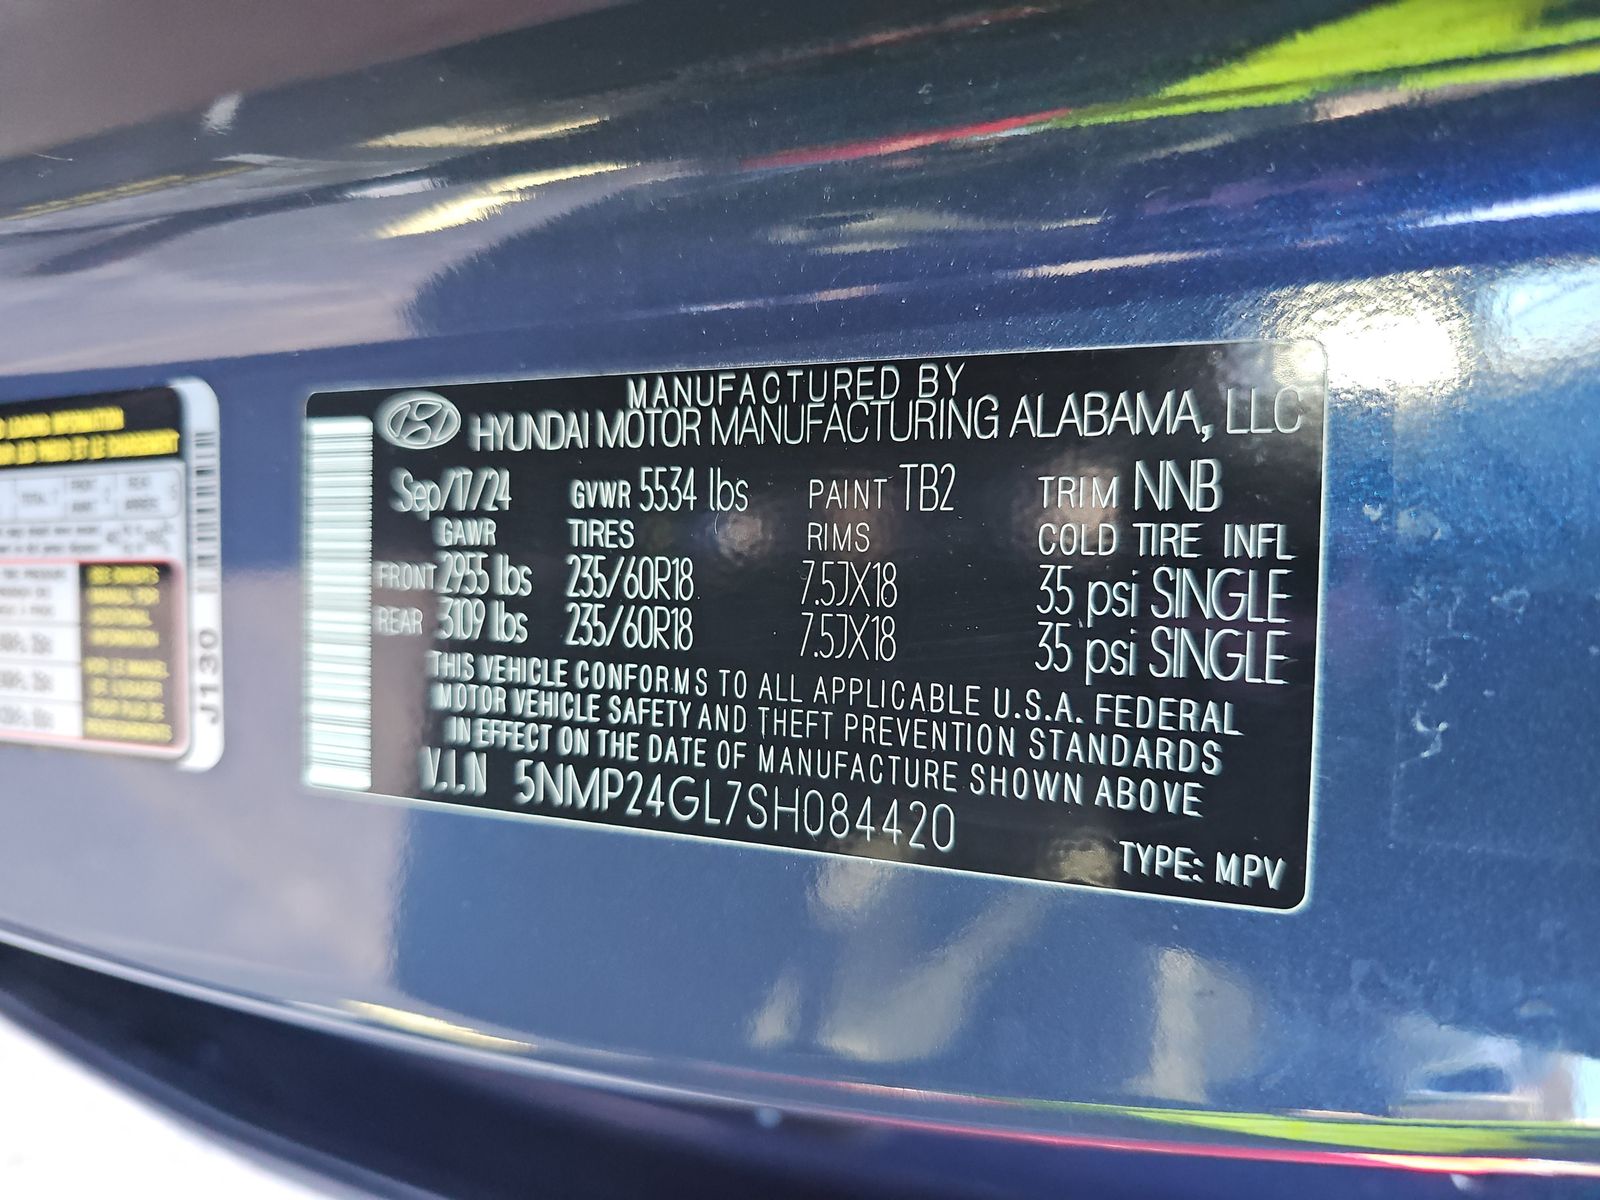 MANUFACTURED BY
HYUNDAI MOTOR MANUFACTURING ALABAMA, LLC
Sep/17/24 GVWR 5534 lbs PAINT TB2 TRIM NNB
GAWR TIRES RIMS COLD TIRE INFL
FRONT 2955 lbs 235/60R18 7.5JX18 35 psi SINGLE
REAR 3109 lbs 235/60R18 7.5JX18 35 psi SINGLE
THIS VEHICLE CONFORMS TO ALL APPLICABLE U.S.A. FEDERAL
MOTOR VEHICLE SAFETY AND THEFT PREVENTION STANDARDS
IN EFFECT ON THE DATE OF MANUFACTURE SHOWN ABOVE
V.I.N 5NMP24GL7SH084420
TYPE: MPV
J130